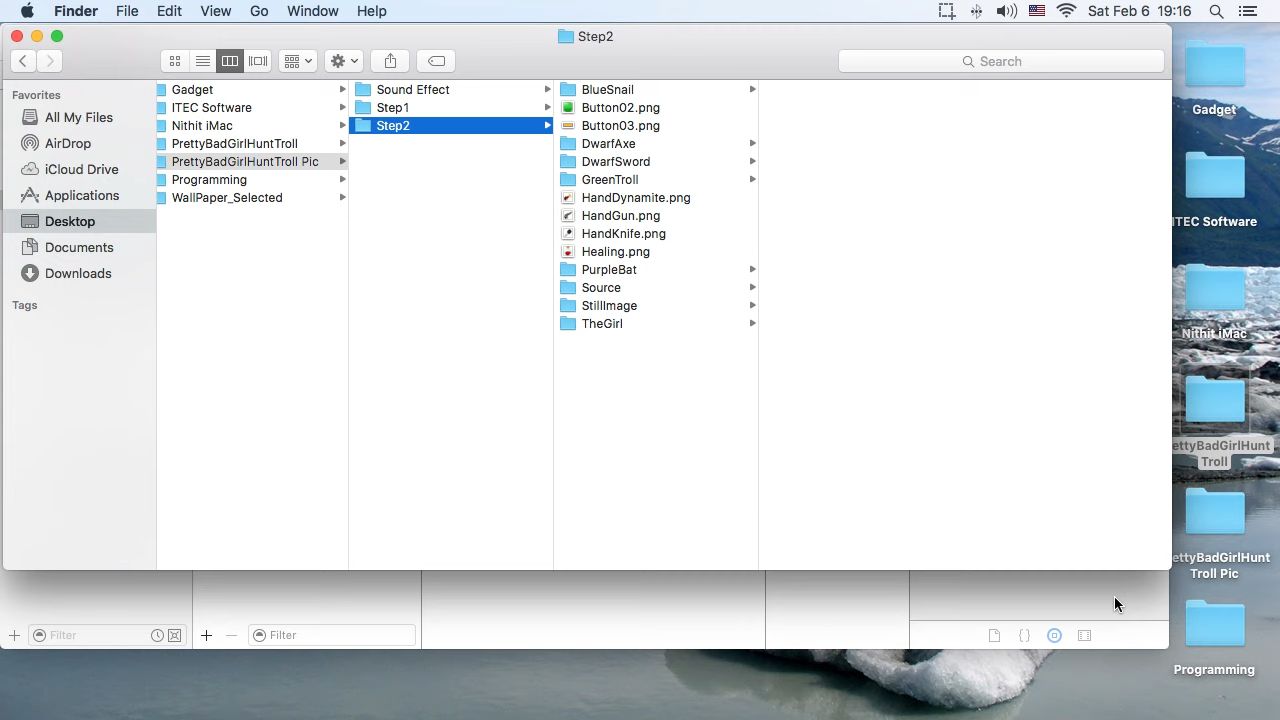 Finder File Edit View Go Window Help Sat Feb 6 19:16
Step2
Search
Favorites
All My Files
AirDrop
iCloud Drive
Applications
Desktop
Documents
Downloads
Tags
Gadget
ITEC Software
Nithit iMac
PrettyBadGirlHuntTroll
PrettyBadGirlHuntTroll Pic
Programming
WallPaper_Selected
Sound Effect
Step1
Step2
BlueSnail
Button02.png
Button03.png
DwarfAxe
DwarfSword
GreenTroll
HandDynamite.png
HandGun.png
HandKnife.png
Healing.png
PurpleBat
Source
StillImage
TheGirl
Filter
Filter
Gadget
ITEC Software
Nithit iMac
ettyBadGirlHunt
Troll
ettyBadGirlHunt
Troll Pic
Programming